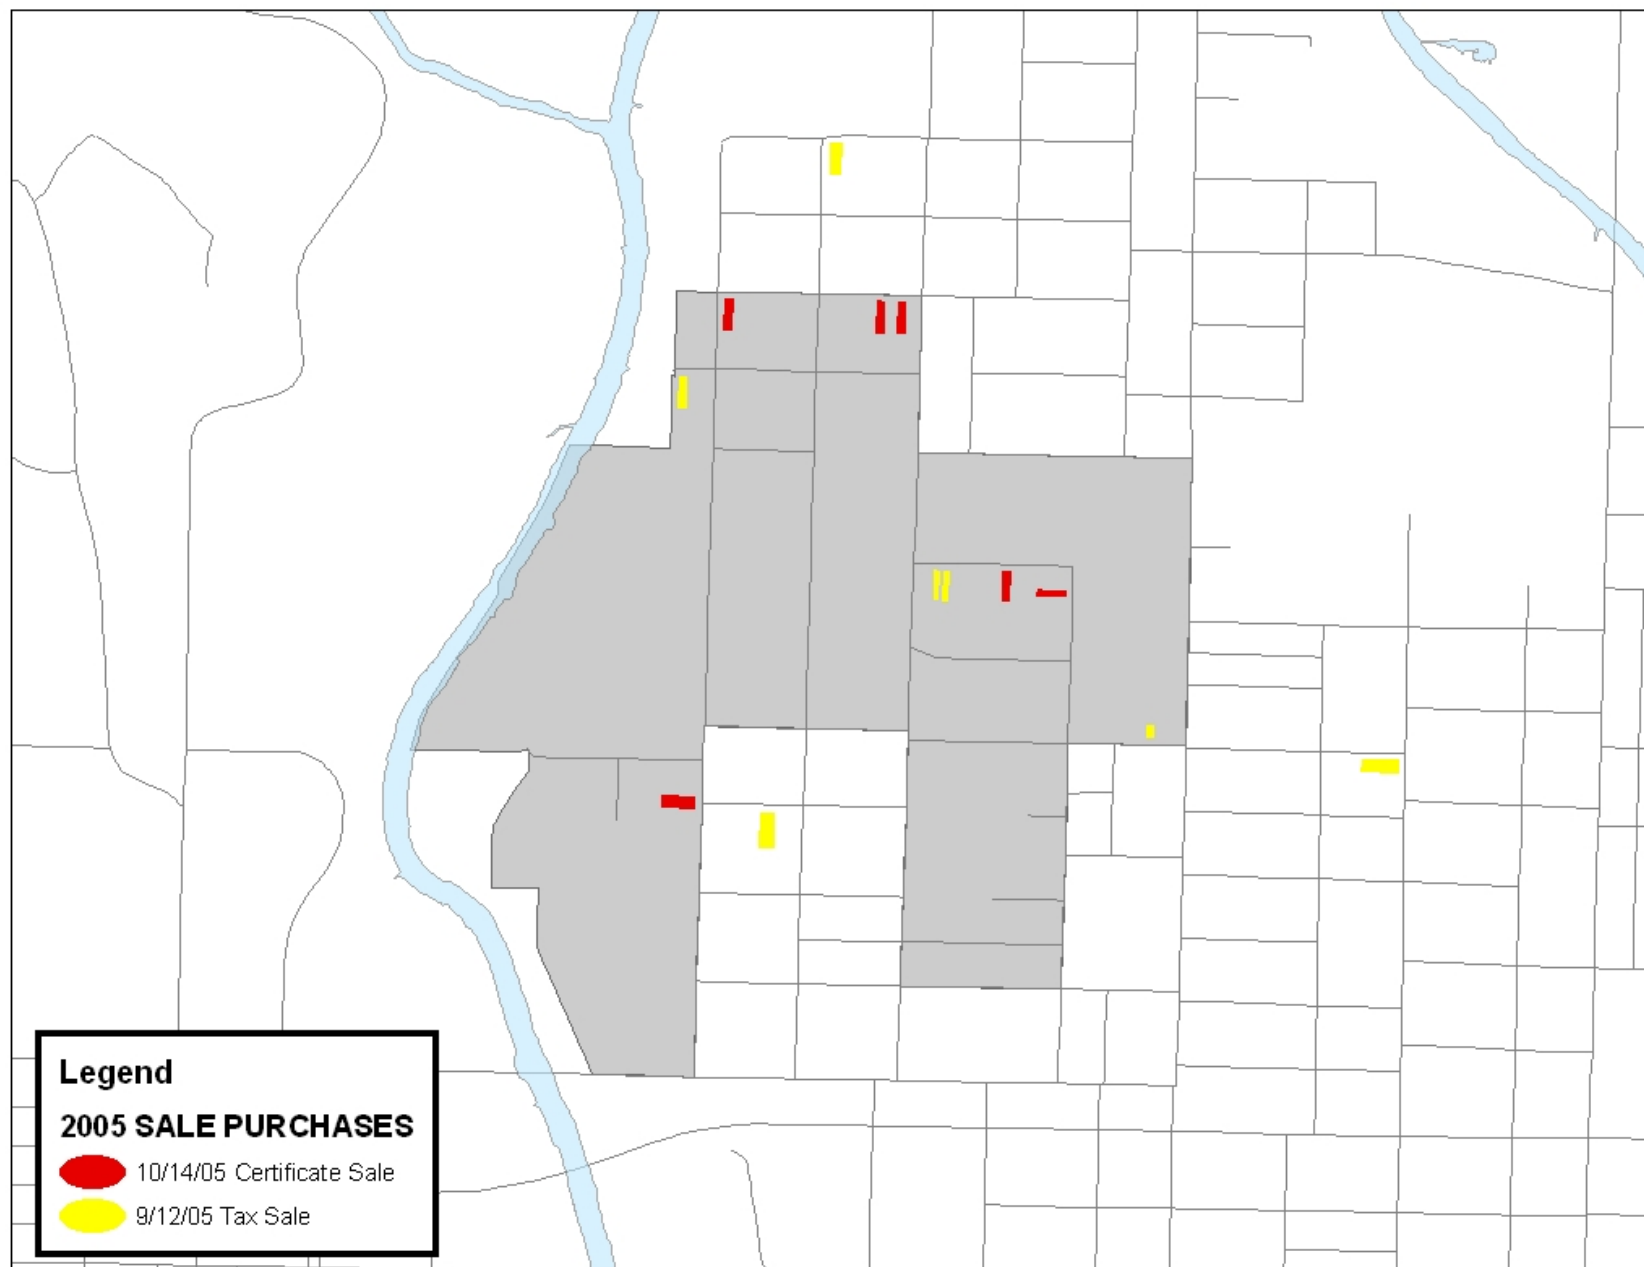 Legend
2005 SALE PURCHASES
10/14/05 Certificate Sale
9/12/05 Tax Sale